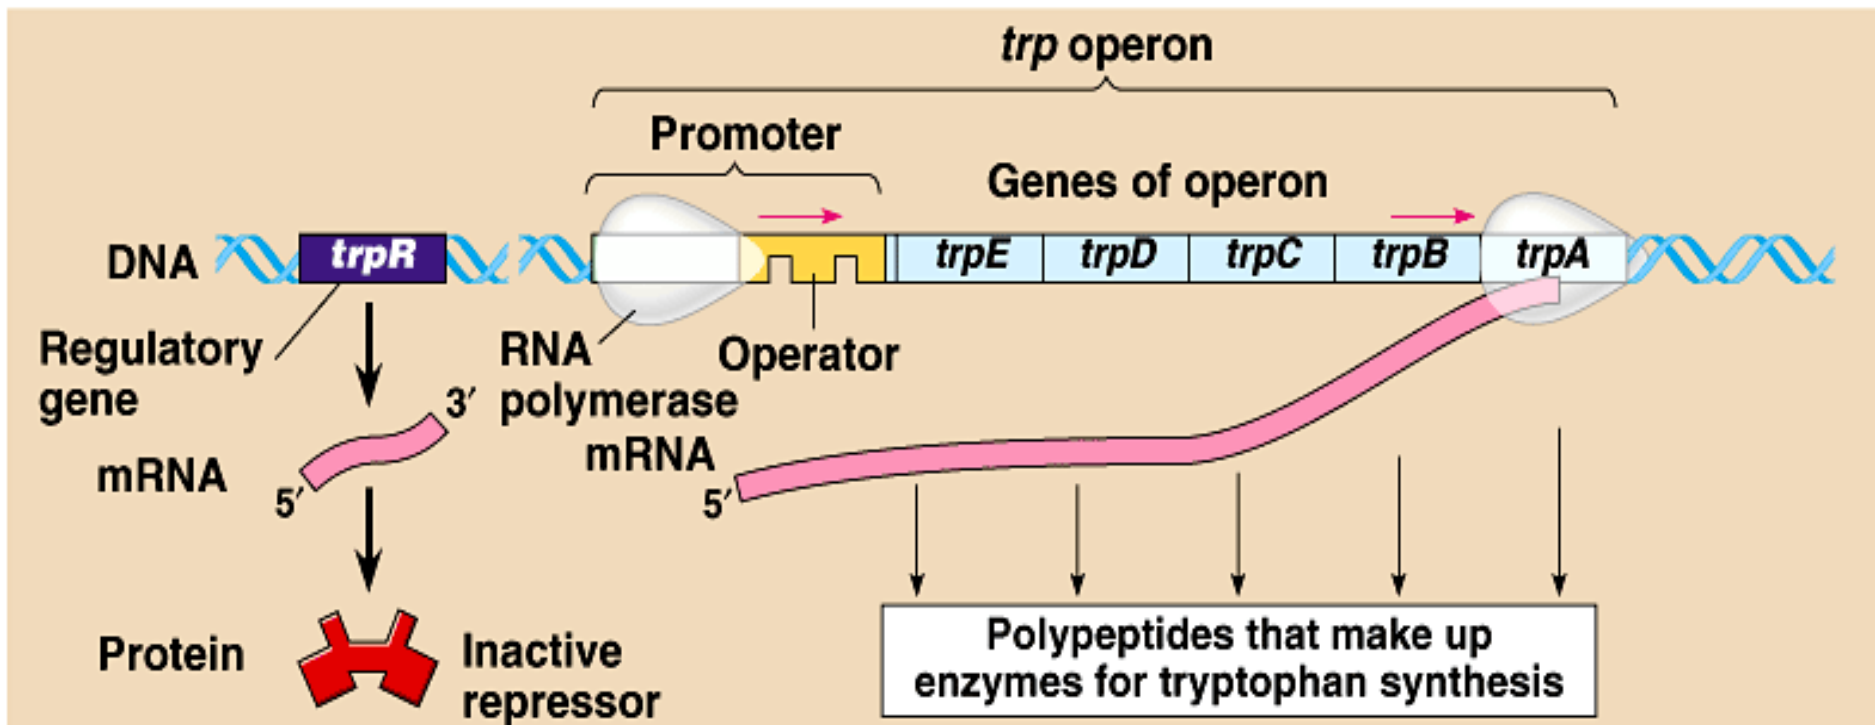 trp operon
Promoter
Genes of operon
DNA
trpR
trpE
trpD
trpC
trpB
trpA
Regulatory
gene
RNA
polymerase
Operator
mRNA
5′
3′
mRNA
5′
Protein
Inactive
repressor
Polypeptides that make up
enzymes for tryptophan synthesis